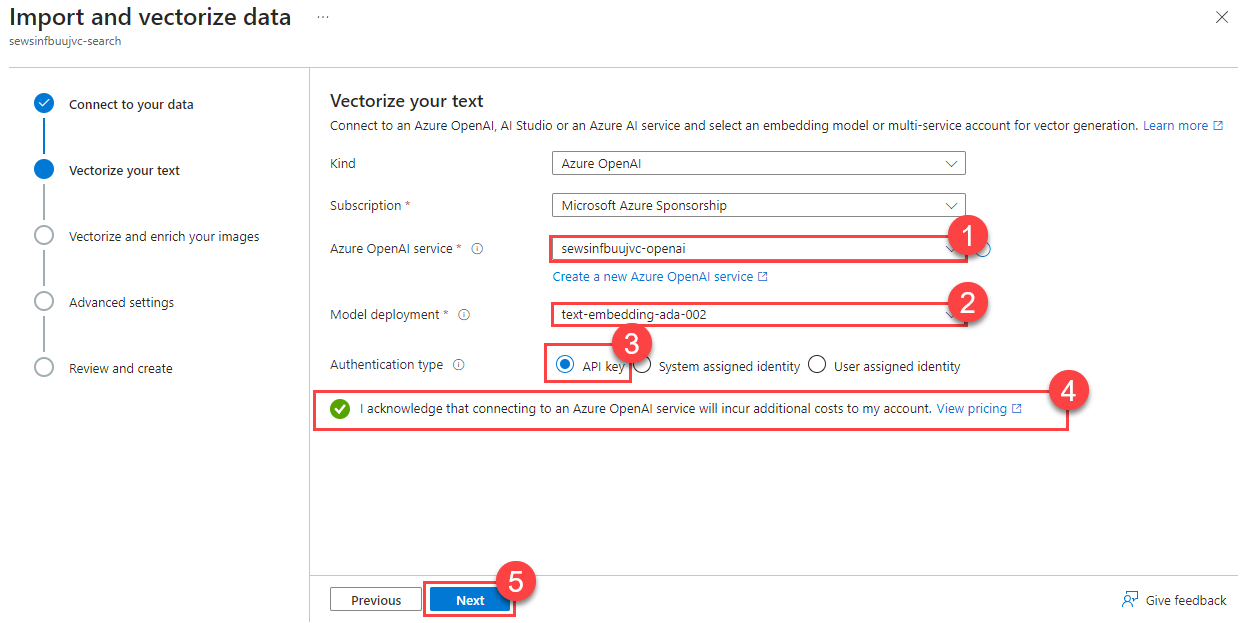 Import and vectorize data ...
sewsinfbuujvc-search
Connect to your data
Vectorize your text
Vectorize and enrich your images
Advanced settings
Review and create
Vectorize your text
Connect to an Azure OpenAI, AI Studio or an Azure AI service and select an embedding model or multi-service account for vector generation. Learn more
Kind Azure OpenAI
Subscription * Microsoft Azure Sponsorship
Azure OpenAI service * sewsinfbuujvc-openai 1
Create a new Azure OpenAI service
Model deployment * text-embedding-ada-002 2
3
Authentication type API key System assigned identity User assigned identity
I acknowledge that connecting to an Azure OpenAI service will incur additional costs to my account. View pricing 4
5
Previous Next Give feedback